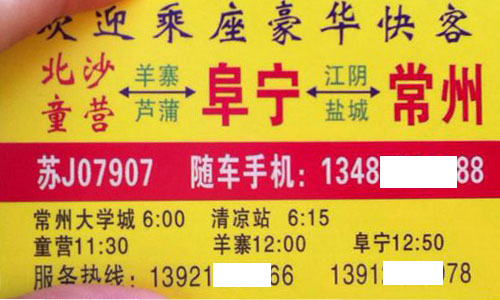 欢迎乘座豪华快客
北沙 羊寨 阜宁 江阴 常州
童营 芦蒲 盐城
苏J07907 随车手机：1348 88
常州大学城 6:00 清凉站 6:15
童营11:30 羊寨12:00 阜宁12:50
服务热线：13921 66 1391 078